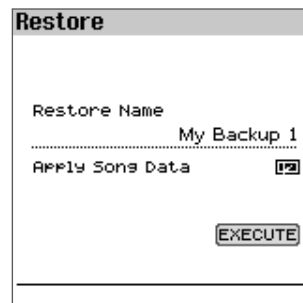 Restore
Restore Name
My Backup 1
Apply Song Data
EXECUTE